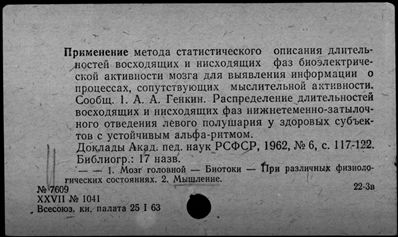 Применение метода статистического описания длитель-
ностей восходящих и нисходящих фаз биоэлектриче-
ской активности мозга для выявления информации о
процессах, сопутствующих мыслительной активности.
Сообщ. 1. А. А. Генкин. Распределение длительностей
восходящих и нисходящих фаз нижнетеменно-затылоч-
ного отведения левого полушария у здоровых субъек-
тов с устойчивым альфа-ритмом.
Доклады Акад. пед. наук РСФСР, 1962, № 6, с. 117-122.
Библиогр.: 17 назв.
— — 1. Мозг головной — Биотоки — При различных физиоло-
гических состояниях. 2. Мышление.
№ 7609
22-3в
XXVII № 1041
Всесоюз. кн. палата 25 I 63